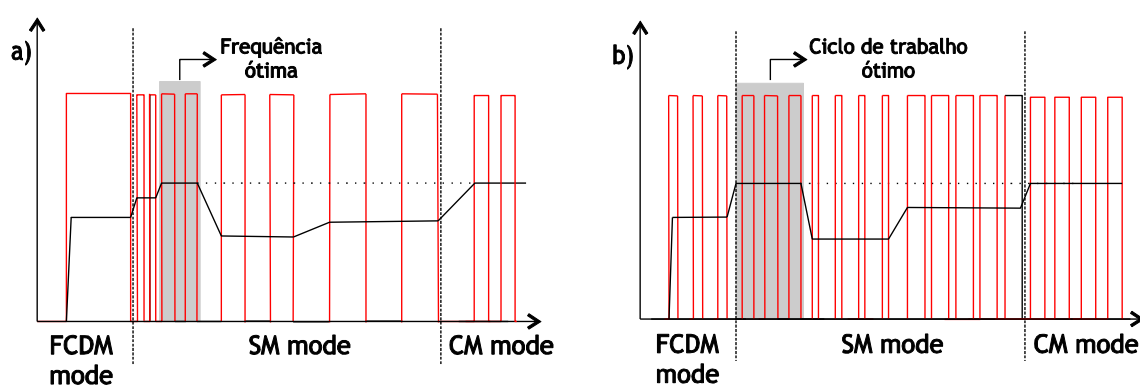 a)
Frequência
ótima
FCDM
mode
SM mode
CM mode
b)
Ciclo de trabalho
ótimo
FCDM
mode
SM mode
CM mode